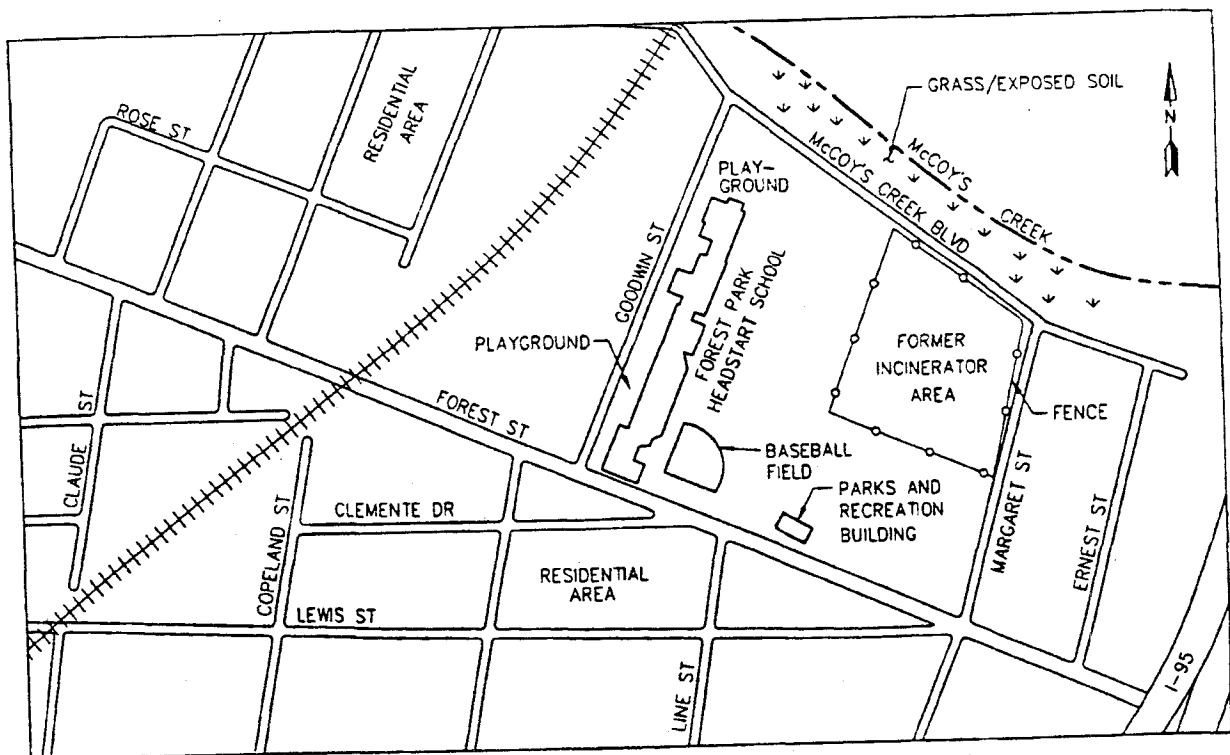 ROSE ST
RESIDENTIAL
AREA
GRASS/EXPOSED SOIL
N
McCOY'S
CREEK
McCOY'S CREEK BLVD
PLAY-
GROUND
GOODWIN ST
FOREST PARK
HEADSTART SCHOOL
PLAYGROUND
FORMER
INCINERATOR
AREA
FENCE
FOREST ST
BASEBALL
FIELD
PARKS AND
RECREATION
BUILDING
MARGARET ST
ERNEST ST
CLAUDE ST
COPELAND ST
CLEMENTE DR
RESIDENTIAL
AREA
LEWIS ST
LINE ST
I-95